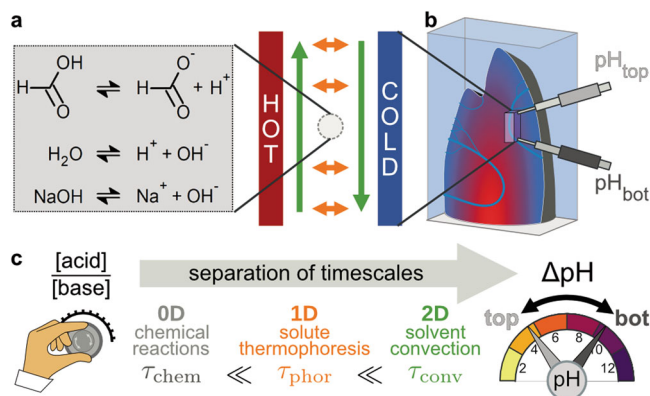 a
OH
O
H
⇌
O⁻
O
H
+ H⁺
H₂O ⇌ H⁺ + OH⁻
NaOH ⇌ Na⁺ + OH⁻
HOT
COLD
b
pH_top
pH_bot
c
[acid]
[base]
separation of timescales
0D
chemical
reactions
τ_chem
≪
1D
solute
thermophoresis
τ_phor
≪
2D
solvent
convection
τ_conv
ΔpH
top
bot
2
4
6
8
10
12
pH